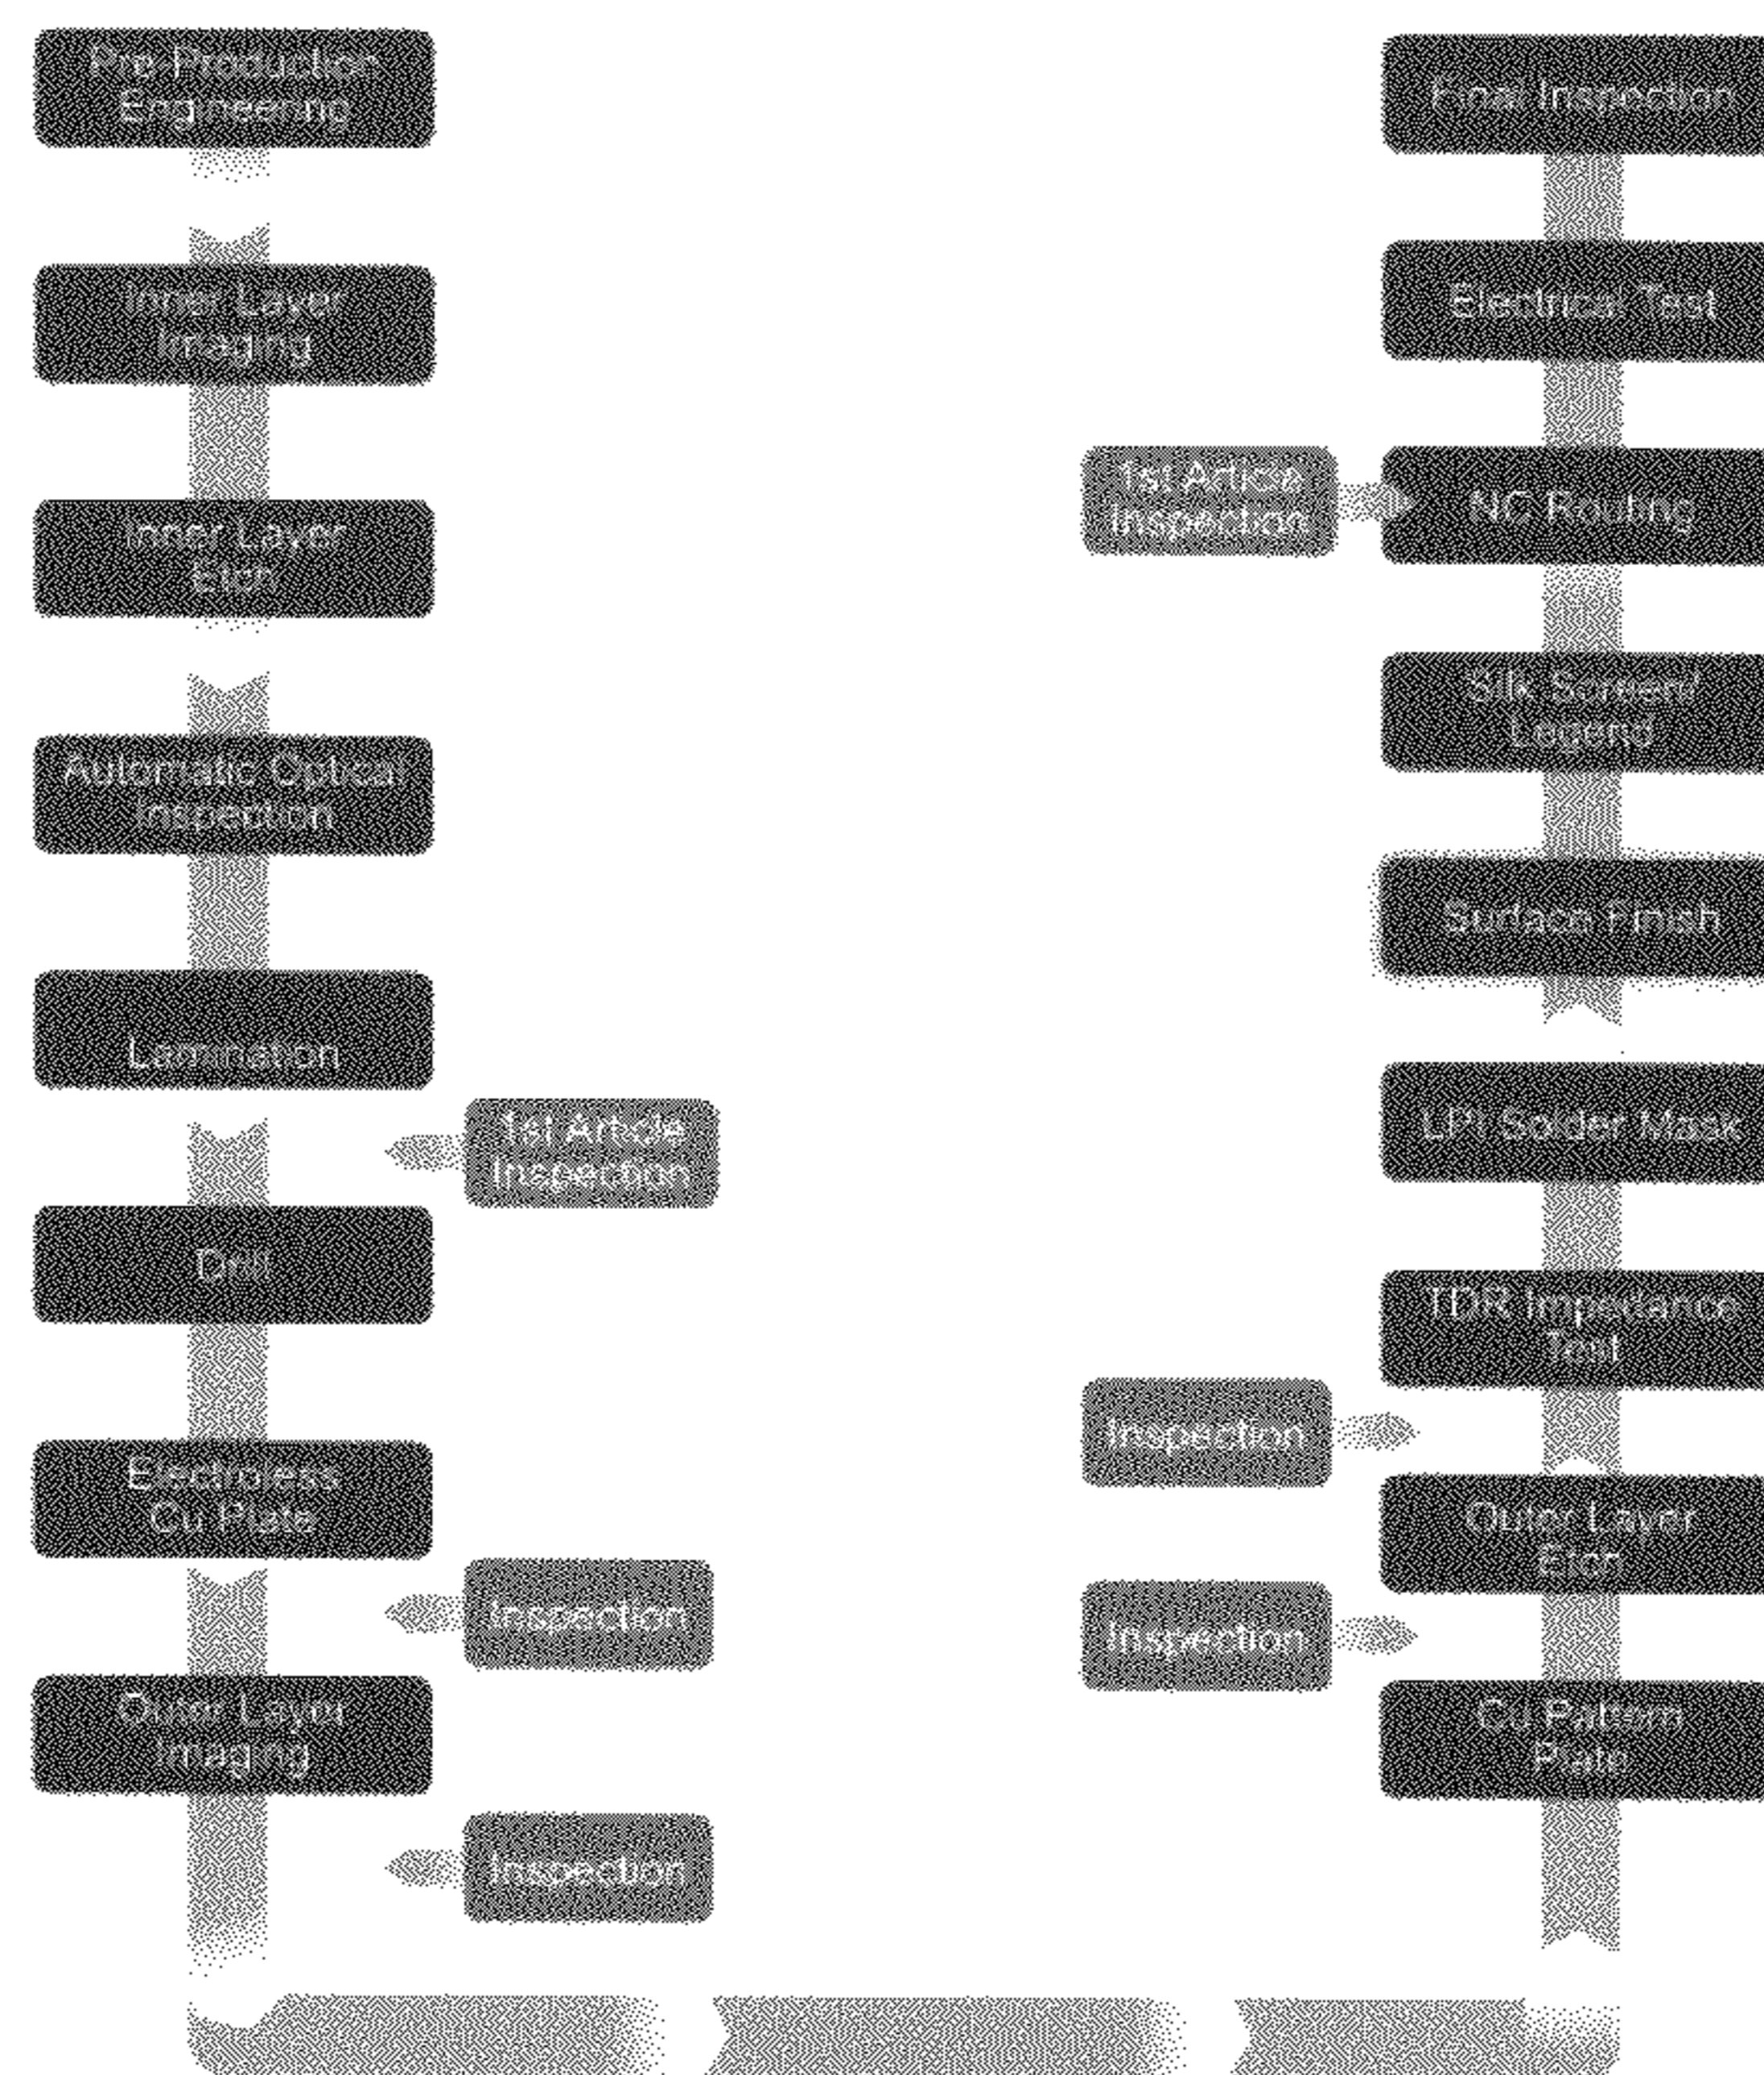 Pre-Production
Engineering
Inner Layer
Imaging
Inner Layer
Etch
Automatic Optical
Inspection
Lamination
1st Article
Inspection
Drill
Electroless
Cu Plate
Inspection
Outer Layer
Imaging
Inspection
Final Inspection
Electrical Test
1st Article
Inspection
NC Routing
Silk Screen/
Legend
Surface Finish
LPI Solder Mask
TDR Impedance
Test
Inspection
Outer Layer
Etch
Inspection
Cu Pattern
Plate